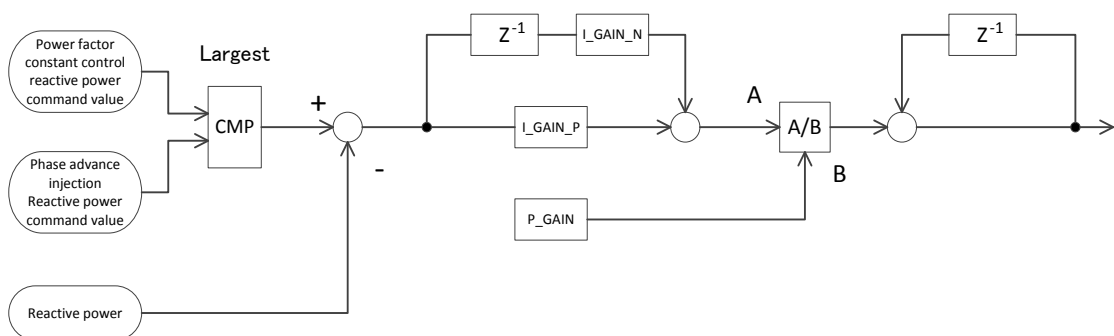 Power factor
constant control
reactive power
command value
Largest
CMP
+
-
Z-1
I_GAIN_N
I_GAIN_P
A
A/B
B
P_GAIN
Z-1
Phase advance
injection
Reactive power
command value
Reactive power